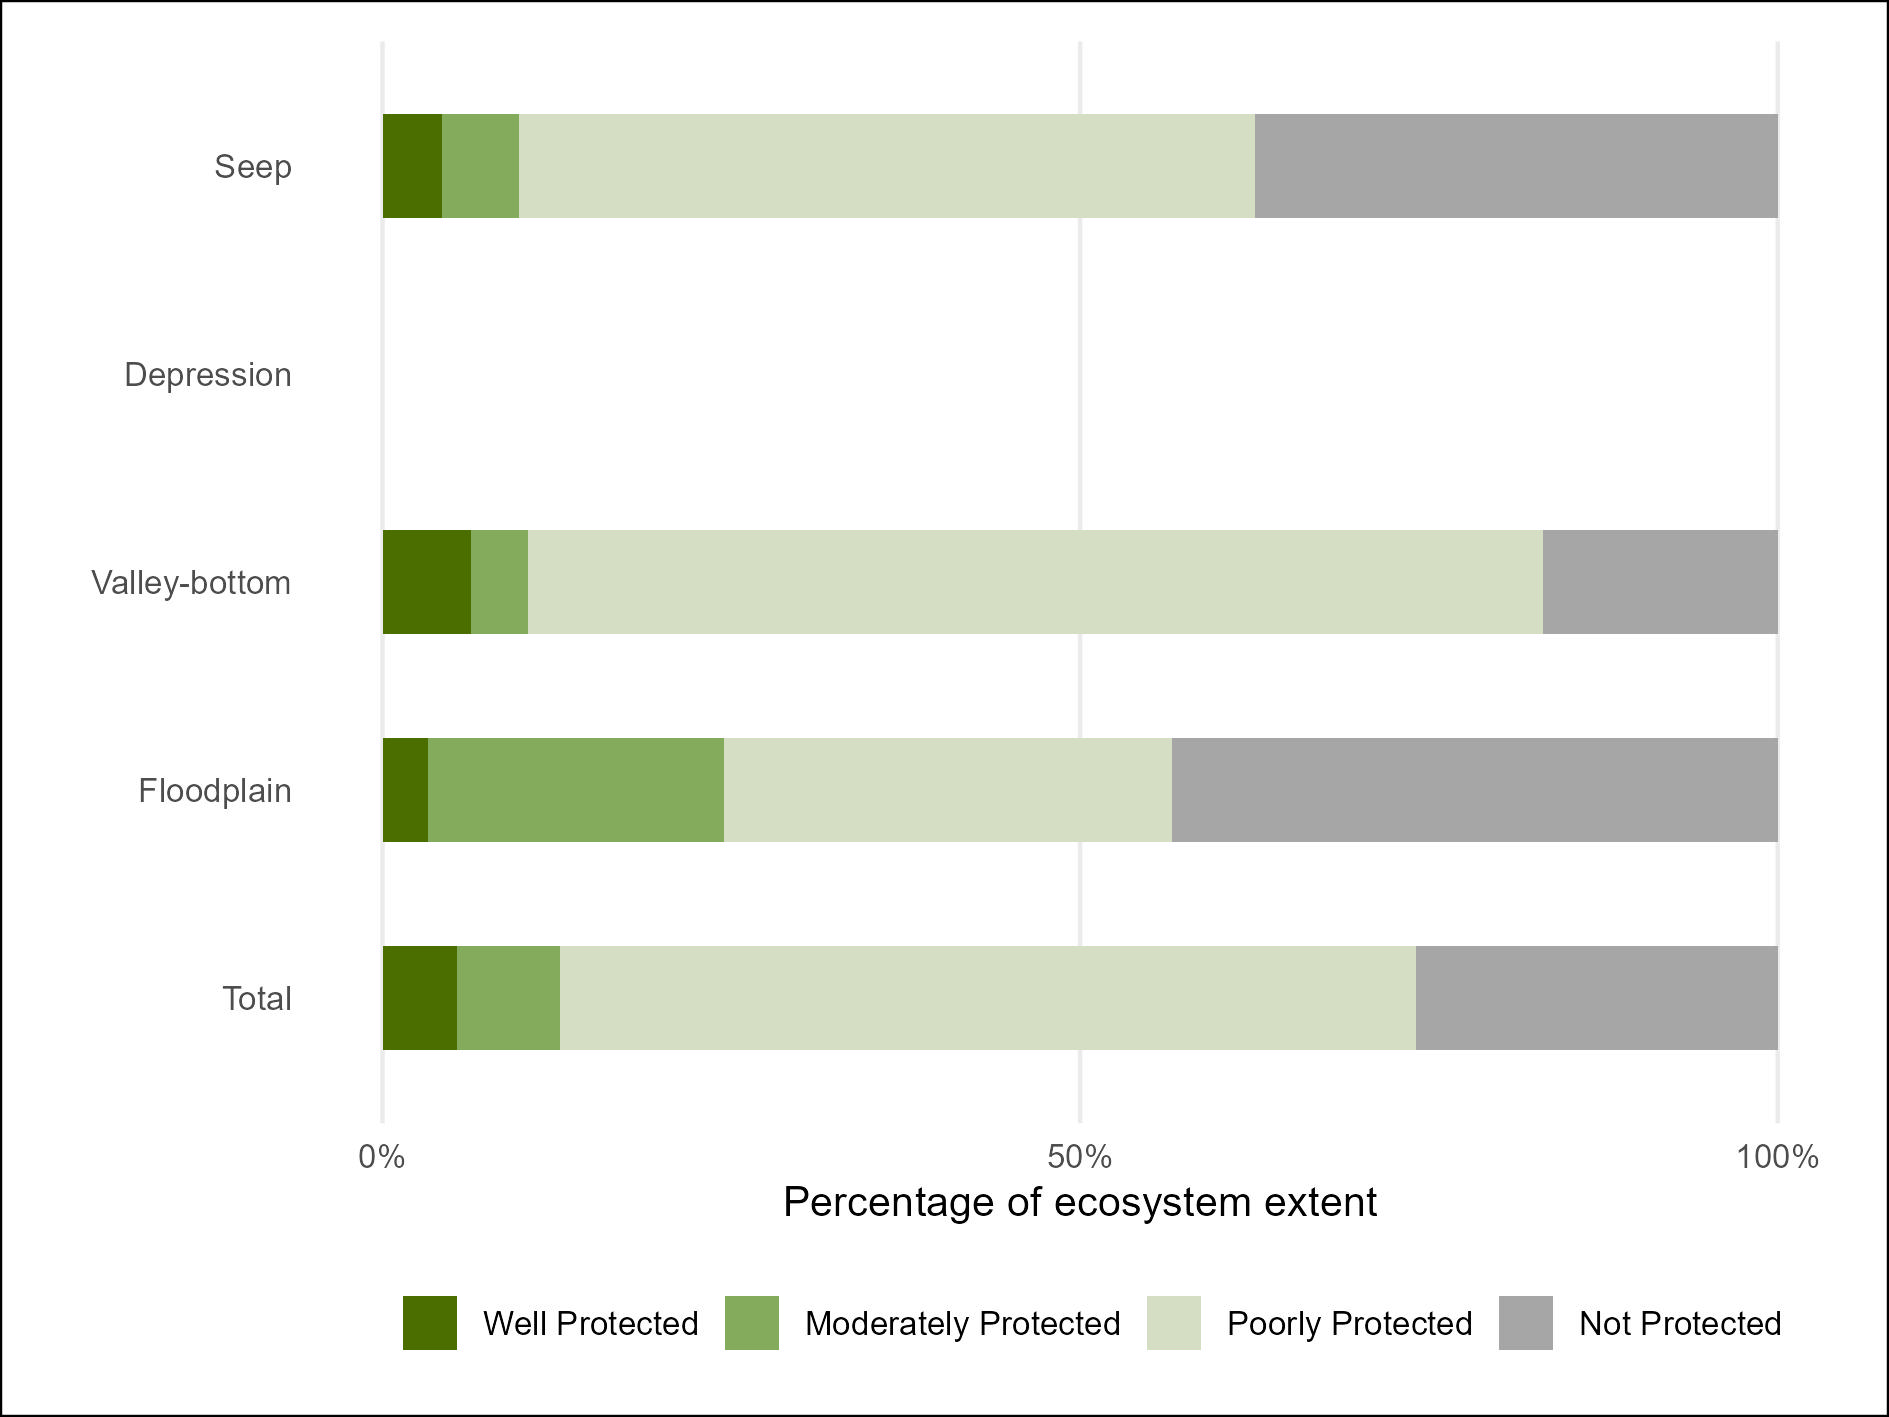 Seep
Depression
Valley-bottom
Floodplain
Total
0% 50% 100%
Percentage of ecosystem extent
Well Protected Moderately Protected Poorly Protected Not Protected